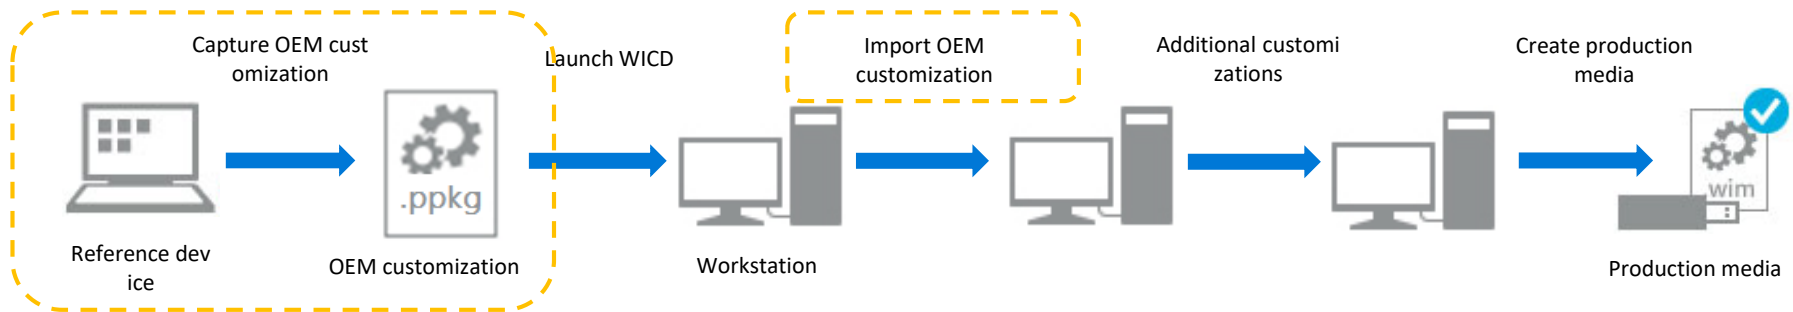 Capture OEM cust
omization
Launch WICD
Import OEM
customization
Additional customi
zations
Create production
media
.ppkg
wim
Reference dev
ice
OEM customization
Workstation
Production media